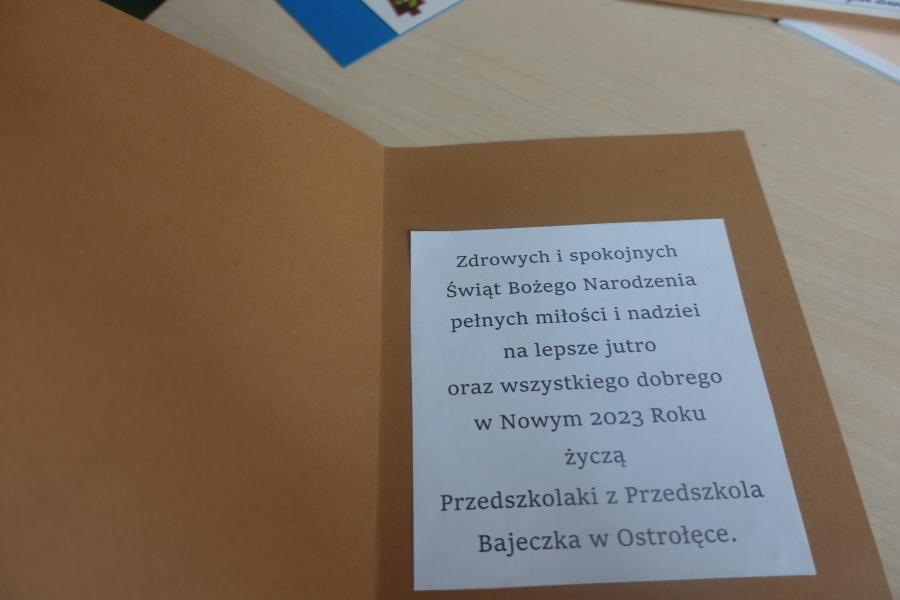 Zdrowych i spokojnych
Świąt Bożego Narodzenia
pełnych miłości i nadziei
na lepsze jutro
oraz wszystkiego dobrego
w Nowym 2023 Roku
życzą
Przedszkolaki z Przedszkola
Bajeczka w Ostrołęce.